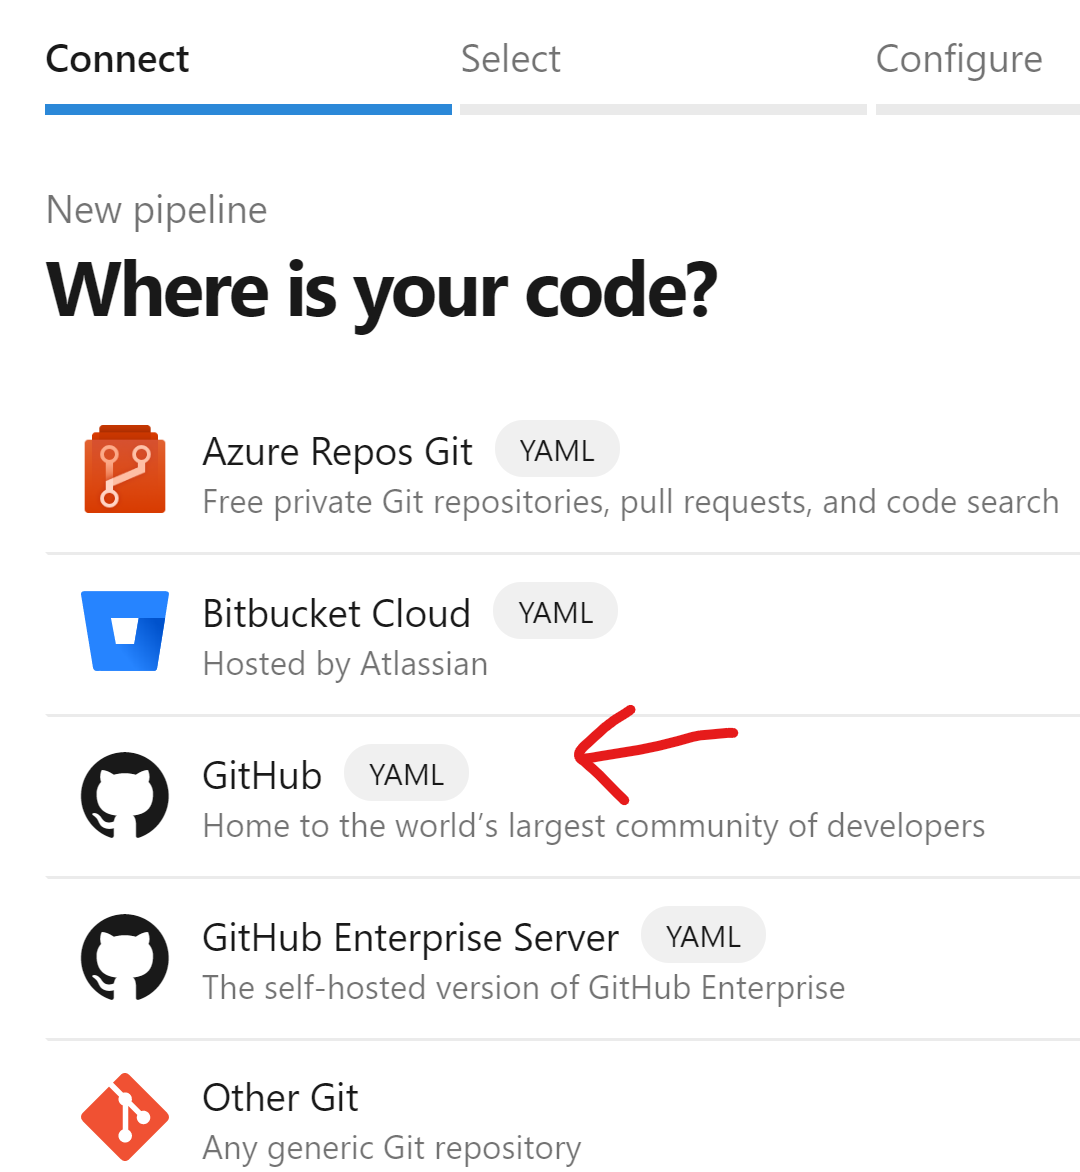 Connect Select Configure
New pipeline
Where is your code?
Azure Repos Git YAML
Free private Git repositories, pull requests, and code search
Bitbucket Cloud YAML
Hosted by Atlassian
GitHub YAML
Home to the world’s largest community of developers
GitHub Enterprise Server YAML
The self-hosted version of GitHub Enterprise
Other Git
Any generic Git repository